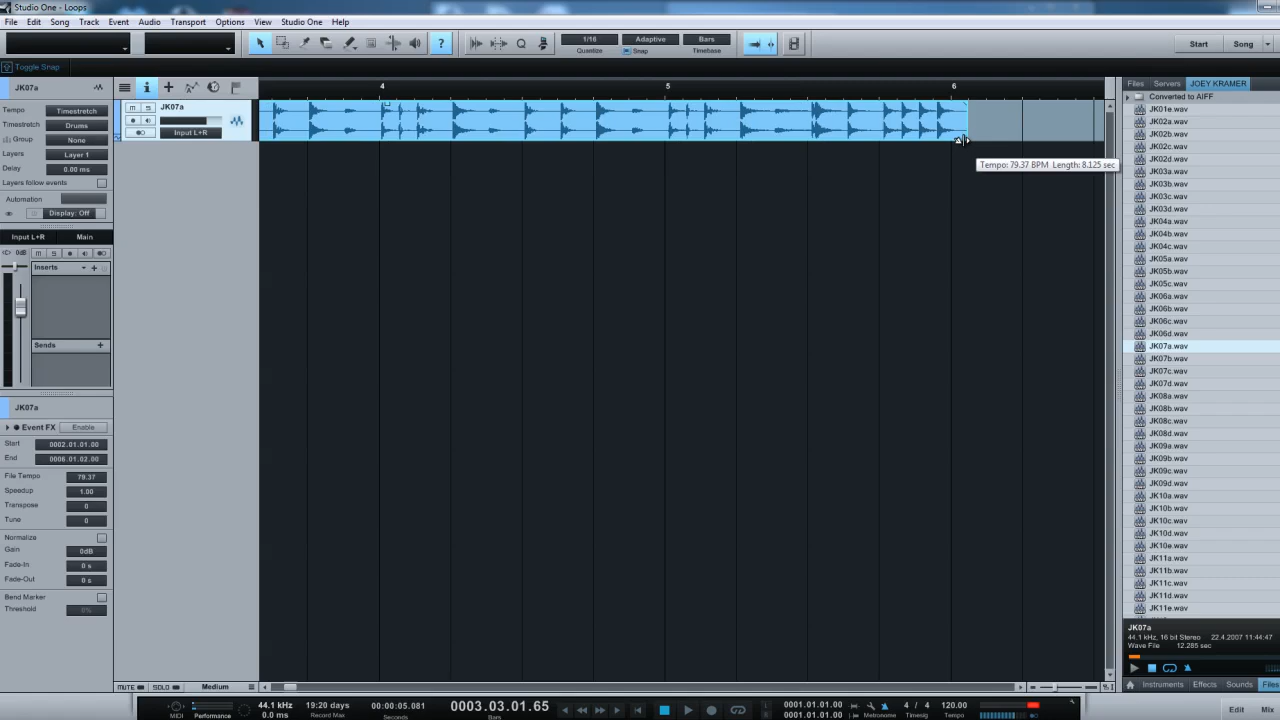 Studio One - Loops
File Edit Song Track Event Audio Transport Options View Studio One Help
1/16 Adaptive Bars Start Song
Quantize Snap Timebase
Toggle Snap
JK07a 4 5 6 Files Servers JOEY KRAMER
M S JK07a
Input L+R
Tempo Timestretch
Timestretch Drums
Group None
Layers Layer 1
Delay 0.00 ms
Layers follow events
Automation
Display: Off
Tempo: 79.37 BPM Length: 8.125 sec
Input L+R Main
0dB M S
Inserts
Sends
JK07a
Event FX Enable
Start 0002.01.01.00
End 0006.01.02.00
File Tempo 79.37
Speedup 1.00
Transpose 0
Tune 0
Normalize
Gain 0dB
Fade-In 0 s
Fade-Out 0 s
Bend Marker
Threshold
Converted to AIFF
JK01e.wav
JK02a.wav
JK02b.wav
JK02c.wav
JK02d.wav
JK03a.wav
JK03b.wav
JK03c.wav
JK03d.wav
JK04a.wav
JK04b.wav
JK04c.wav
JK05a.wav
JK05b.wav
JK05c.wav
JK06a.wav
JK06b.wav
JK06c.wav
JK06d.wav
JK07a.wav
JK07b.wav
JK07c.wav
JK07d.wav
JK08a.wav
JK08b.wav
JK08c.wav
JK08d.wav
JK09a.wav
JK09b.wav
JK09c.wav
JK09d.wav
JK10a.wav
JK10b.wav
JK10c.wav
JK10d.wav
JK10e.wav
JK11a.wav
JK11b.wav
JK11c.wav
JK11d.wav
JK11e.wav
JK07a
44.1 kHz, 16 bit Stereo 22.4.2007 11:44:47
Wave File 12.285 sec
Instruments Effects Sounds Files
MUTE SOLO Medium
MIDI Performance
44.1 kHz 19:20 days 00:00:05.081 0003.03.01.65 0001.01.01.00 4 / 4 120.00 Edit Mix
0.0 ms Record Max Seconds Bars 0001.01.01.00 Metronome Timesig Tempo